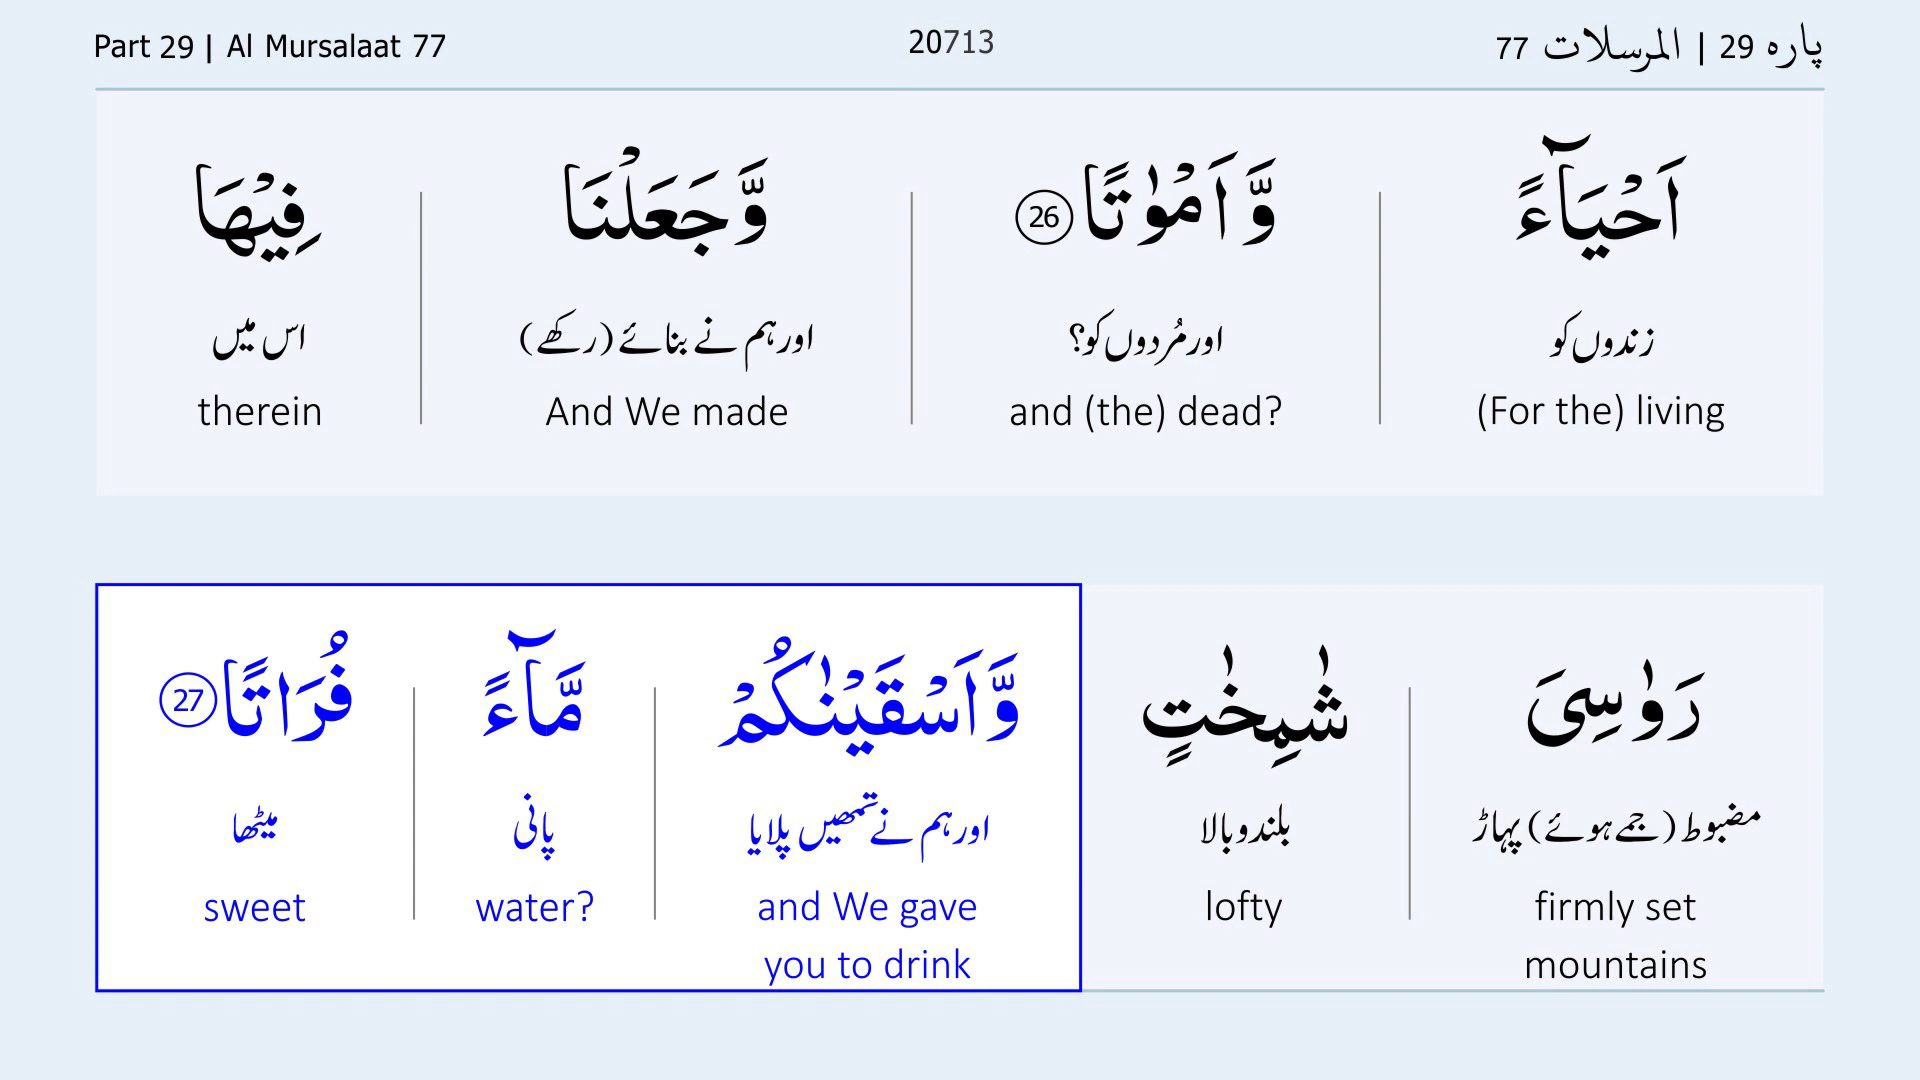 Part 29 | Al Mursalaat 77
20713
پارہ 29 | المرسلات 77
اَحْيَآءً وَّاَمْوٰتًا 26 وَّجَعَلْنَا فِيْهَا
زندوں کو اور مُردوں کو؟ اور ہم نے بنائے (رکھے) اس میں
(For the) living and (the) dead? And We made therein
رَوٰسِیَ شٰمِخٰتٍ وَّاَسْقَيْنٰكُمْ مَّآءً فُرَاتًا 27
مضبوط (جمے ہوئے) پہاڑ بلند و بالا اور ہم نے تمھیں پلایا پانی میٹھا
firmly set lofty and We gave water? sweet
mountains you to drink